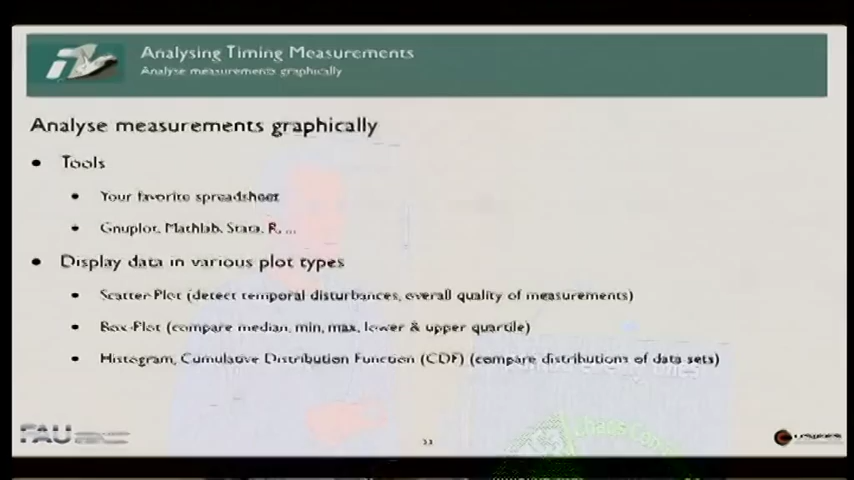 Analysing Timing Measurements
Analyse measurements graphically
Analyse measurements graphically
• Tools
• Your favorite spreadsheet
• Gnuplot, Mathlab, Stata, R, ...
• Display data in various plot types
• Scatter-Plot (detect temporal disturbances, overall quality of measurements)
• Box-Plot (compare median, min, max, lower & upper quartile)
• Histogram, Cumulative Distribution Function (CDF) (compare distributions of data sets)
FAU
33